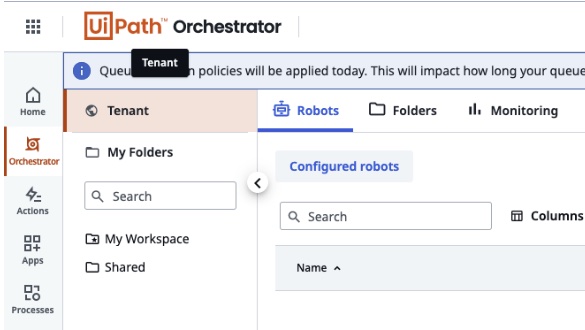 UiPath™ Orchestrator
Tenant
Queu n policies will be applied today. This will impact how long your queue
Home
Orchestrator
Actions
Apps
Processes
Tenant
My Folders
Search
My Workspace
Shared
Robots
Folders
Monitoring
Configured robots
Search
Columns
Name